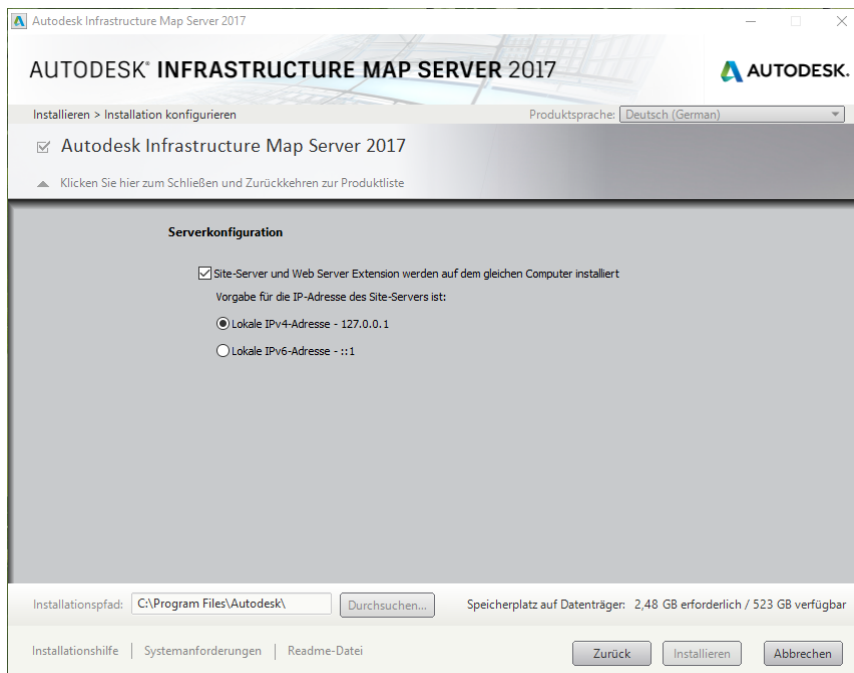 Autodesk Infrastructure Map Server 2017
AUTODESK® INFRASTRUCTURE MAP SERVER 2017
AUTODESK.
Installieren > Installation konfigurieren
Produktsprache: Deutsch (German)
Autodesk Infrastructure Map Server 2017
Klicken Sie hier zum Schließen und Zurückkehren zur Produktliste
Serverkonfiguration
Site-Server und Web Server Extension werden auf dem gleichen Computer installiert
Vorgabe für die IP-Adresse des Site-Servers ist:
Lokale IPv4-Adresse - 127.0.0.1
Lokale IPv6-Adresse - ::1
Installationspfad: C:\Program Files\Autodesk\ Durchsuchen... Speicherplatz auf Datenträger: 2,48 GB erforderlich / 523 GB verfügbar
Installationshilfe | Systemanforderungen | Readme-Datei
Zurück Installieren Abbrechen